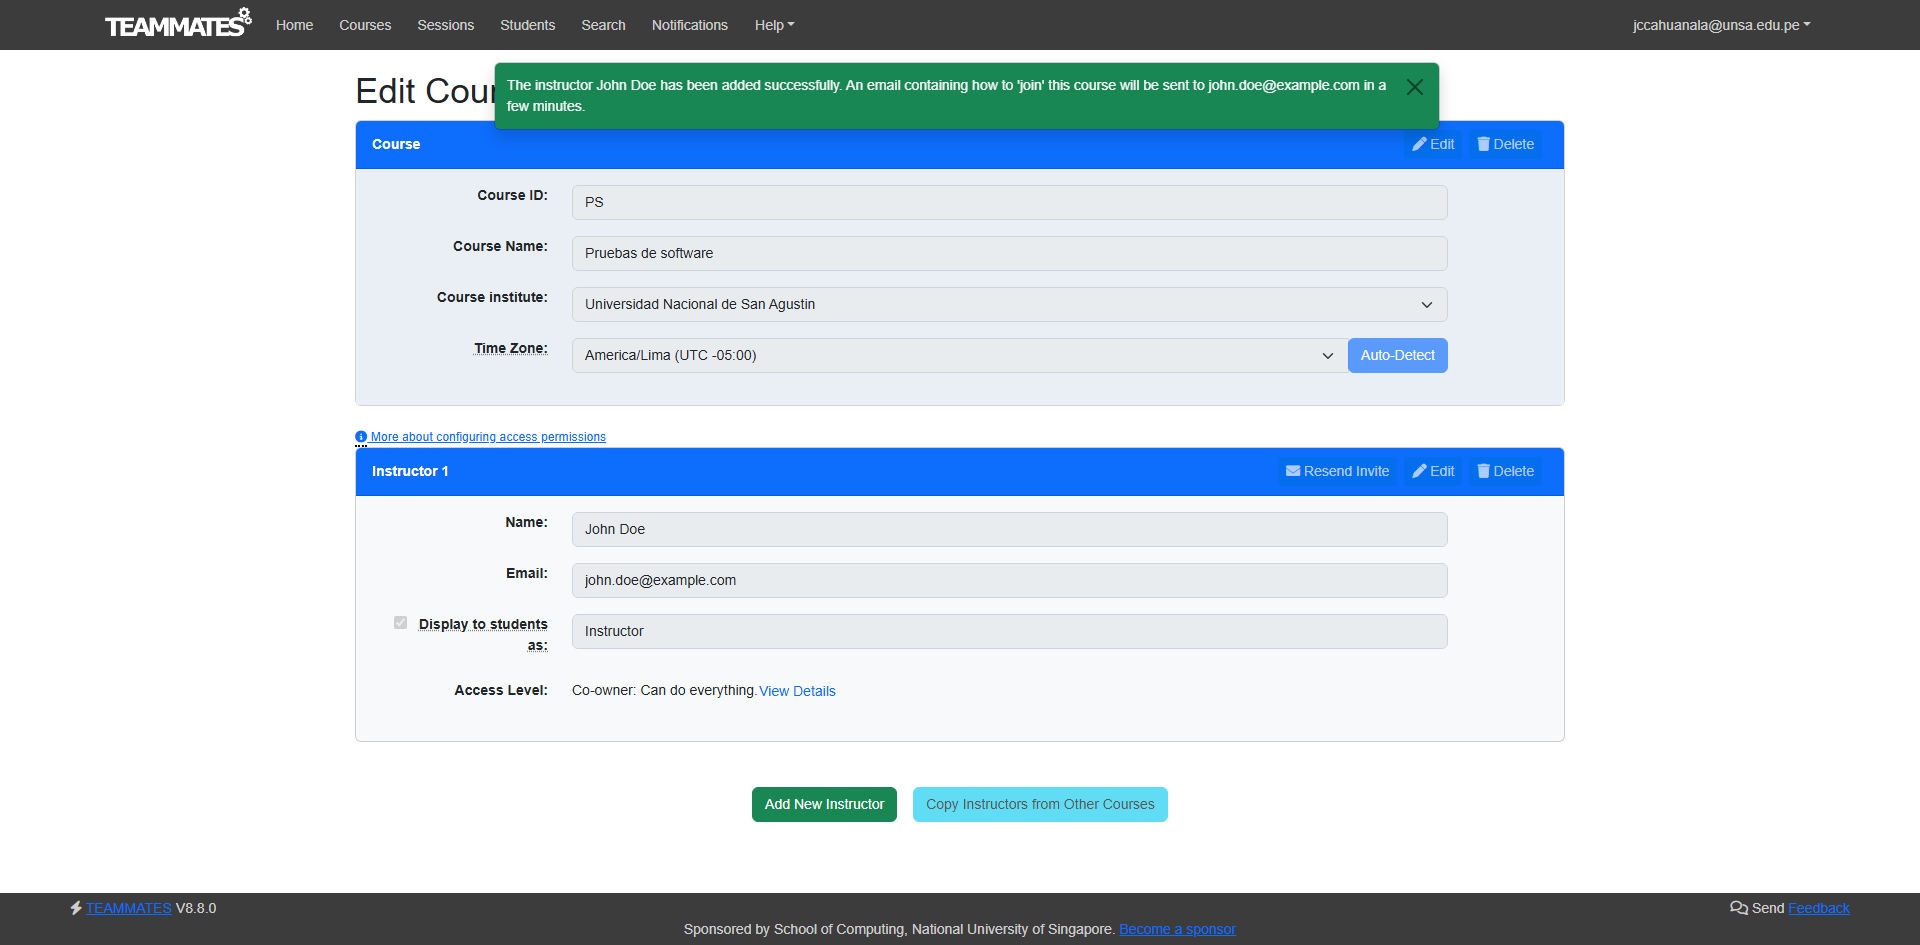 TEAMMATES Home Courses Sessions Students Search Notifications Help jccahuanala@unsa.edu.pe
Edit Cour
The instructor John Doe has been added successfully. An email containing how to 'join' this course will be sent to john.doe@example.com in a
few minutes.
Course Edit Delete
Course ID: PS
Course Name: Pruebas de software
Course institute: Universidad Nacional de San Agustin
Time Zone: America/Lima (UTC -05:00) Auto-Detect
More about configuring access permissions
Instructor 1 Resend Invite Edit Delete
Name: John Doe
Email: john.doe@example.com
Display to students Instructor
as:
Access Level: Co-owner: Can do everything. View Details
Add New Instructor Copy Instructors from Other Courses
TEAMMATES V8.8.0 Send Feedback
Sponsored by School of Computing, National University of Singapore. Become a sponsor